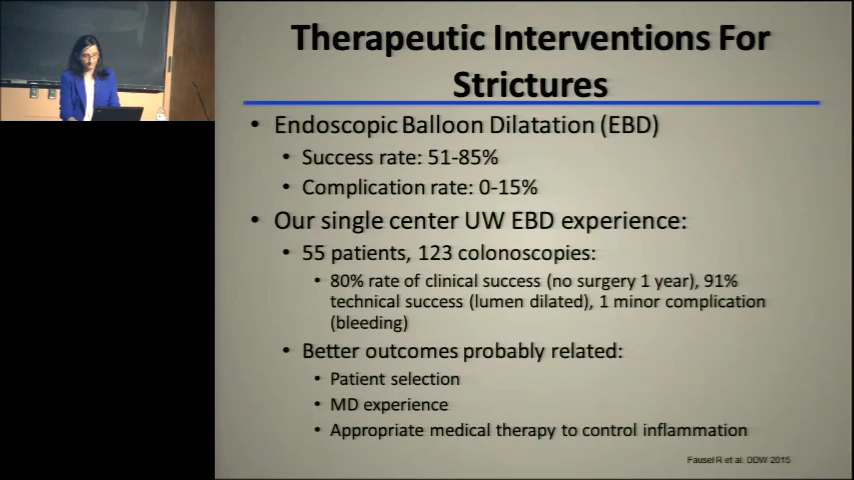 Therapeutic Interventions For
Strictures
• Endoscopic Balloon Dilatation (EBD)
• Success rate: 51-85%
• Complication rate: 0-15%
• Our single center UW EBD experience:
• 55 patients, 123 colonoscopies:
• 80% rate of clinical success (no surgery 1 year), 91%
technical success (lumen dilated), 1 minor complication
(bleeding)
• Better outcomes probably related:
• Patient selection
• MD experience
• Appropriate medical therapy to control inflammation
Fausel R et al. DDW 2015